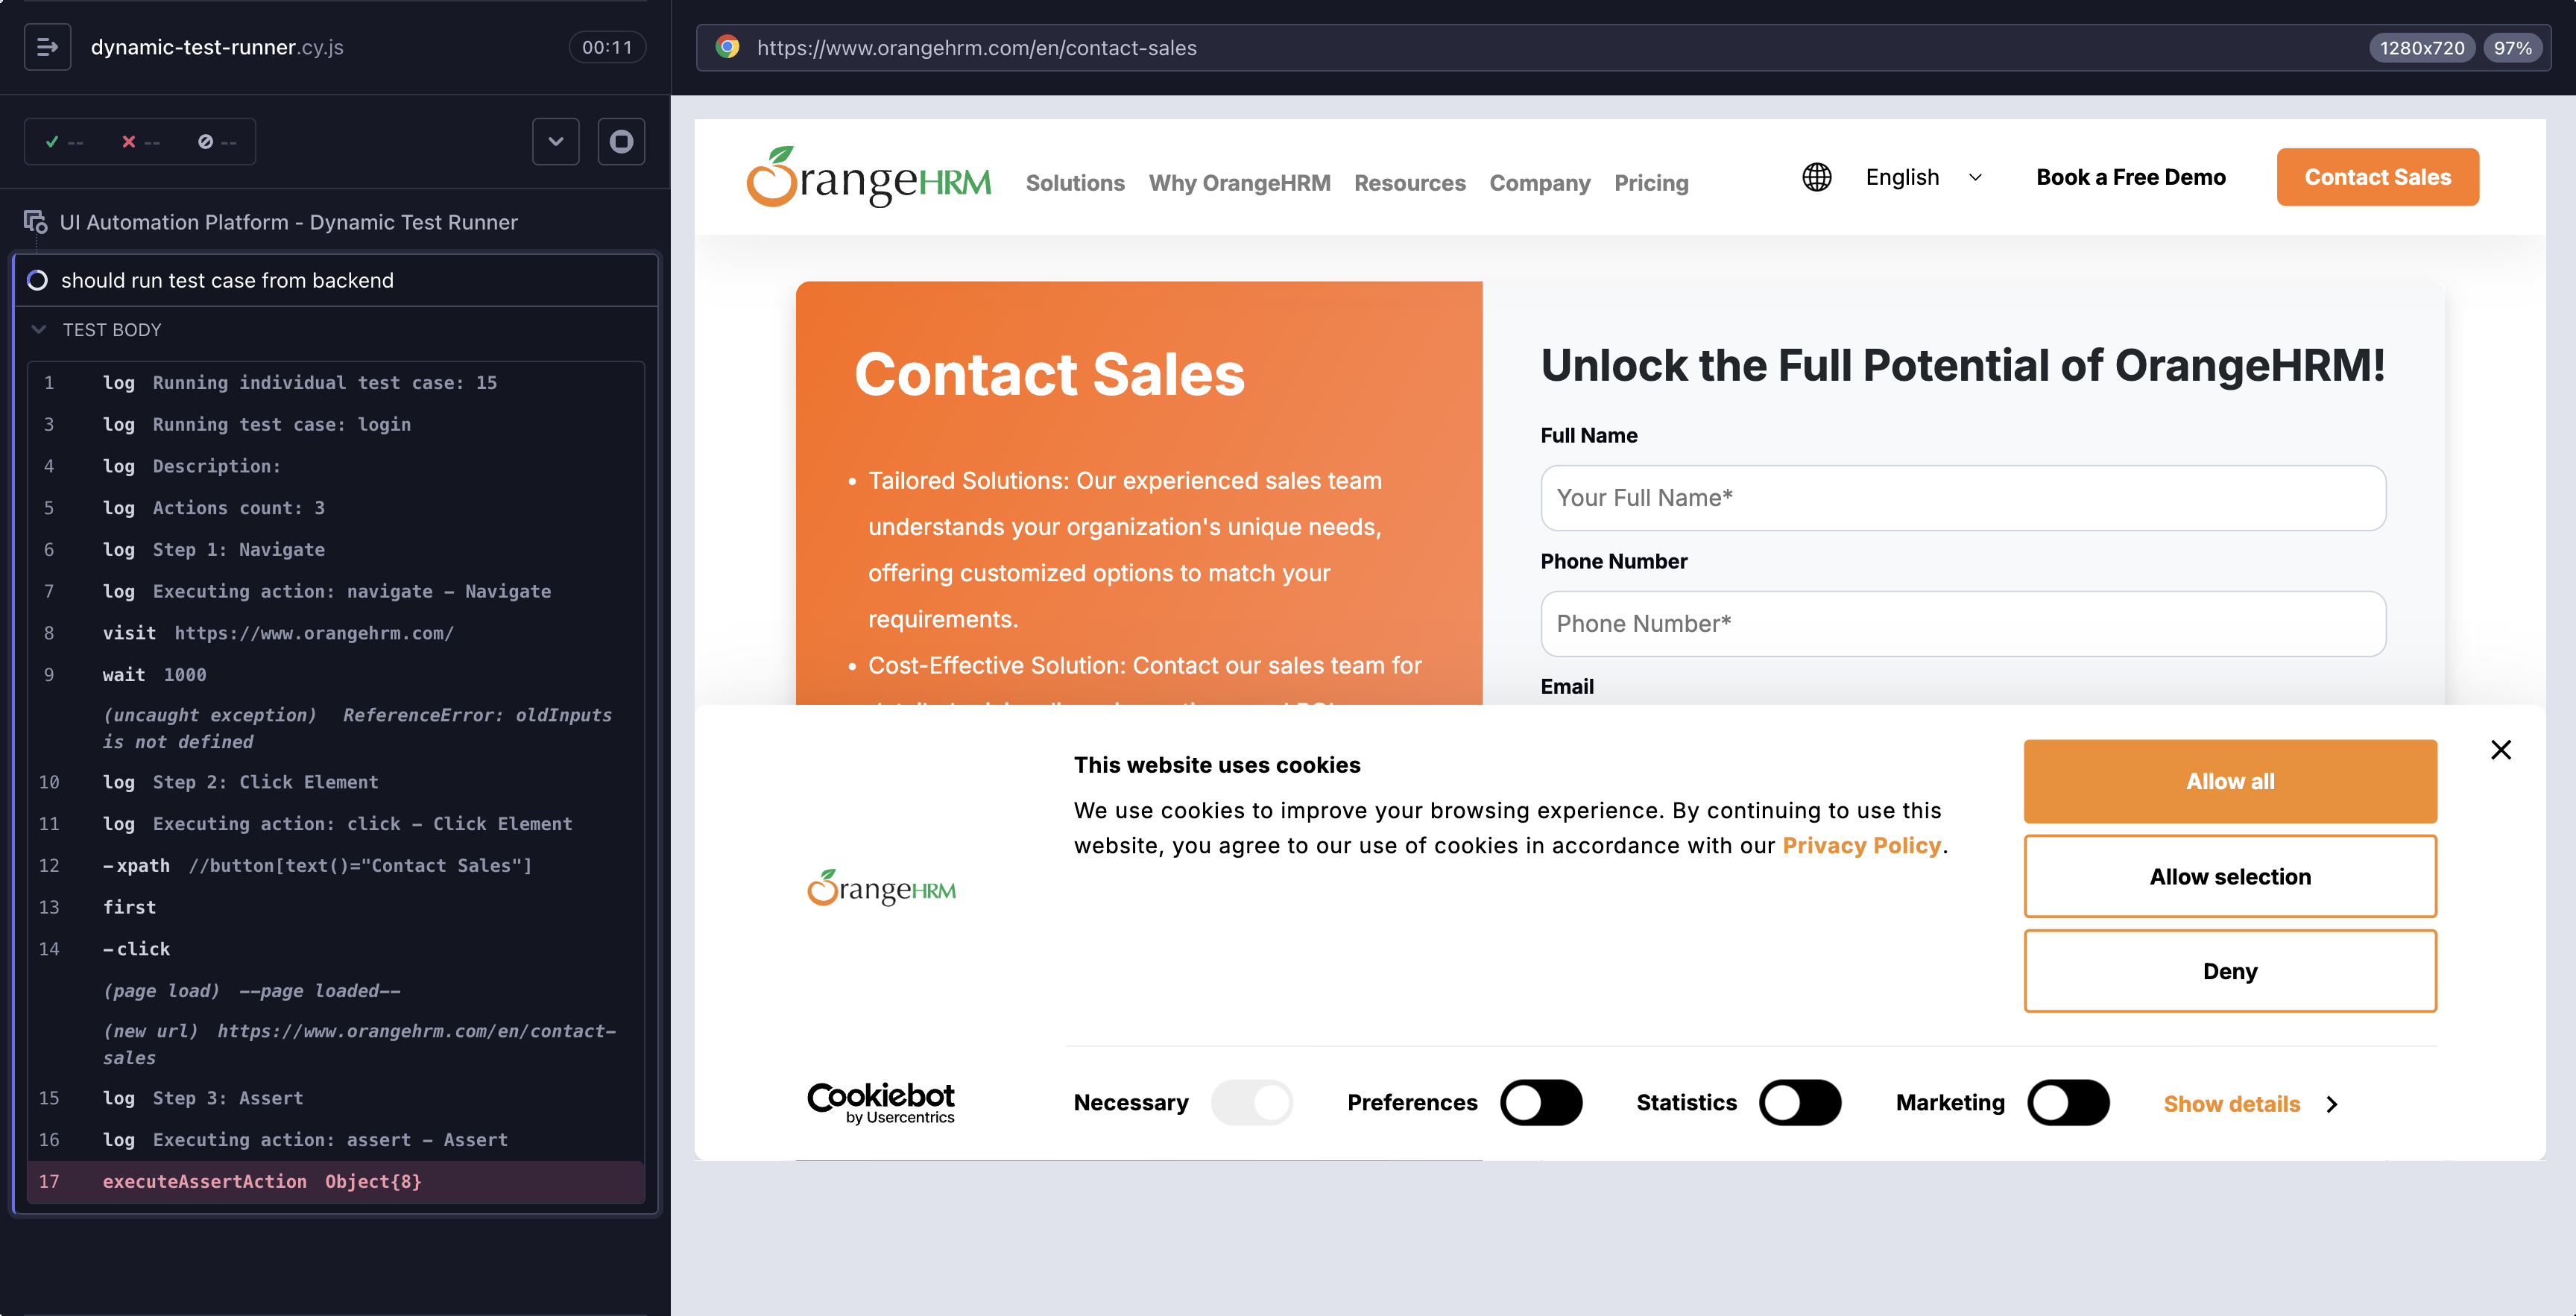 dynamic-test-runner.cy.js
00:11
-- -- --
UI Automation Platform - Dynamic Test Runner
should run test case from backend
TEST BODY
1 log Running individual test case: 15
3 log Running test case: login
4 log Description:
5 log Actions count: 3
6 log Step 1: Navigate
7 log Executing action: navigate - Navigate
8 visit https://www.orangehrm.com/
9 wait 1000
(uncaught exception) ReferenceError: oldInputs
is not defined
10 log Step 2: Click Element
11 log Executing action: click - Click Element
12 -xpath //button[text()="Contact Sales"]
13 first
14 -click
(page load) --page loaded--
(new url) https://www.orangehrm.com/en/contact-
sales
15 log Step 3: Assert
16 log Executing action: assert - Assert
17 executeAssertAction Object{8}
https://www.orangehrm.com/en/contact-sales
1280x720 97%
OrangeHRM
Solutions Why OrangeHRM Resources Company Pricing
English
Book a Free Demo
Contact Sales
Contact Sales
• Tailored Solutions: Our experienced sales team
understands your organization's unique needs,
offering customized options to match your
requirements.
• Cost-Effective Solution: Contact our sales team for
Unlock the Full Potential of OrangeHRM!
Full Name
Your Full Name*
Phone Number
Phone Number*
Email
OrangeHRM
This website uses cookies
We use cookies to improve your browsing experience. By continuing to use this
website, you agree to our use of cookies in accordance with our Privacy Policy.
Allow all
Allow selection
Deny
Cookiebot
by Usercentrics
Necessary
Preferences
Statistics
Marketing
Show details